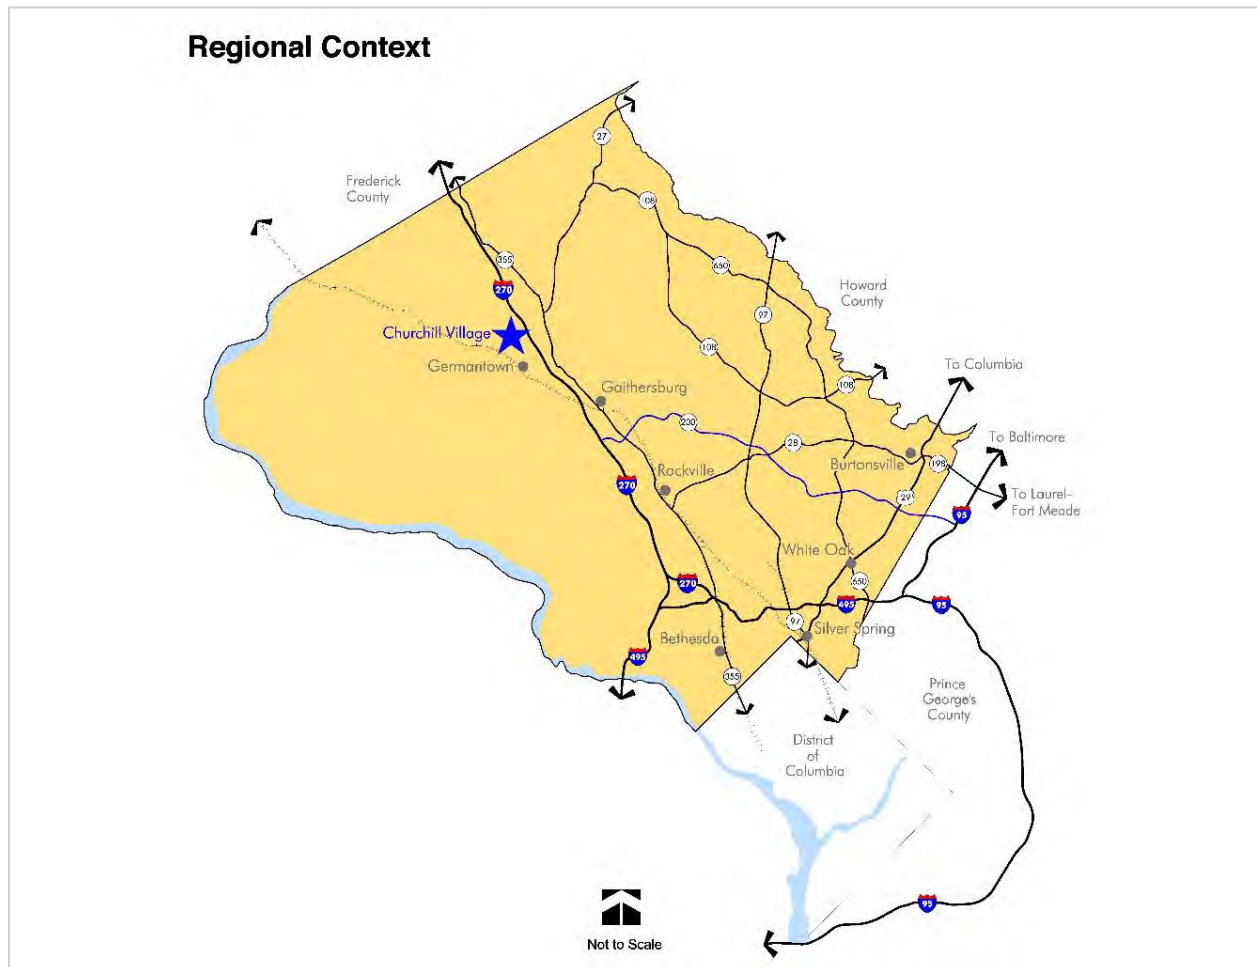 Regional Context
27
Frederick
County
108
355
650
270
Howard
County
97
Churchill Village
108
Germantown
To Columbia
108
Gaithersburg
200
To Baltimore
28
Burtonsville
198
Rockville
270
29
To Laurel-
Fort Meade
95
White Oak
270
650
495
95
97
Silver Spring
Bethesda
495
355
Prince
George's
County
District
of
Columbia
95
Not to Scale